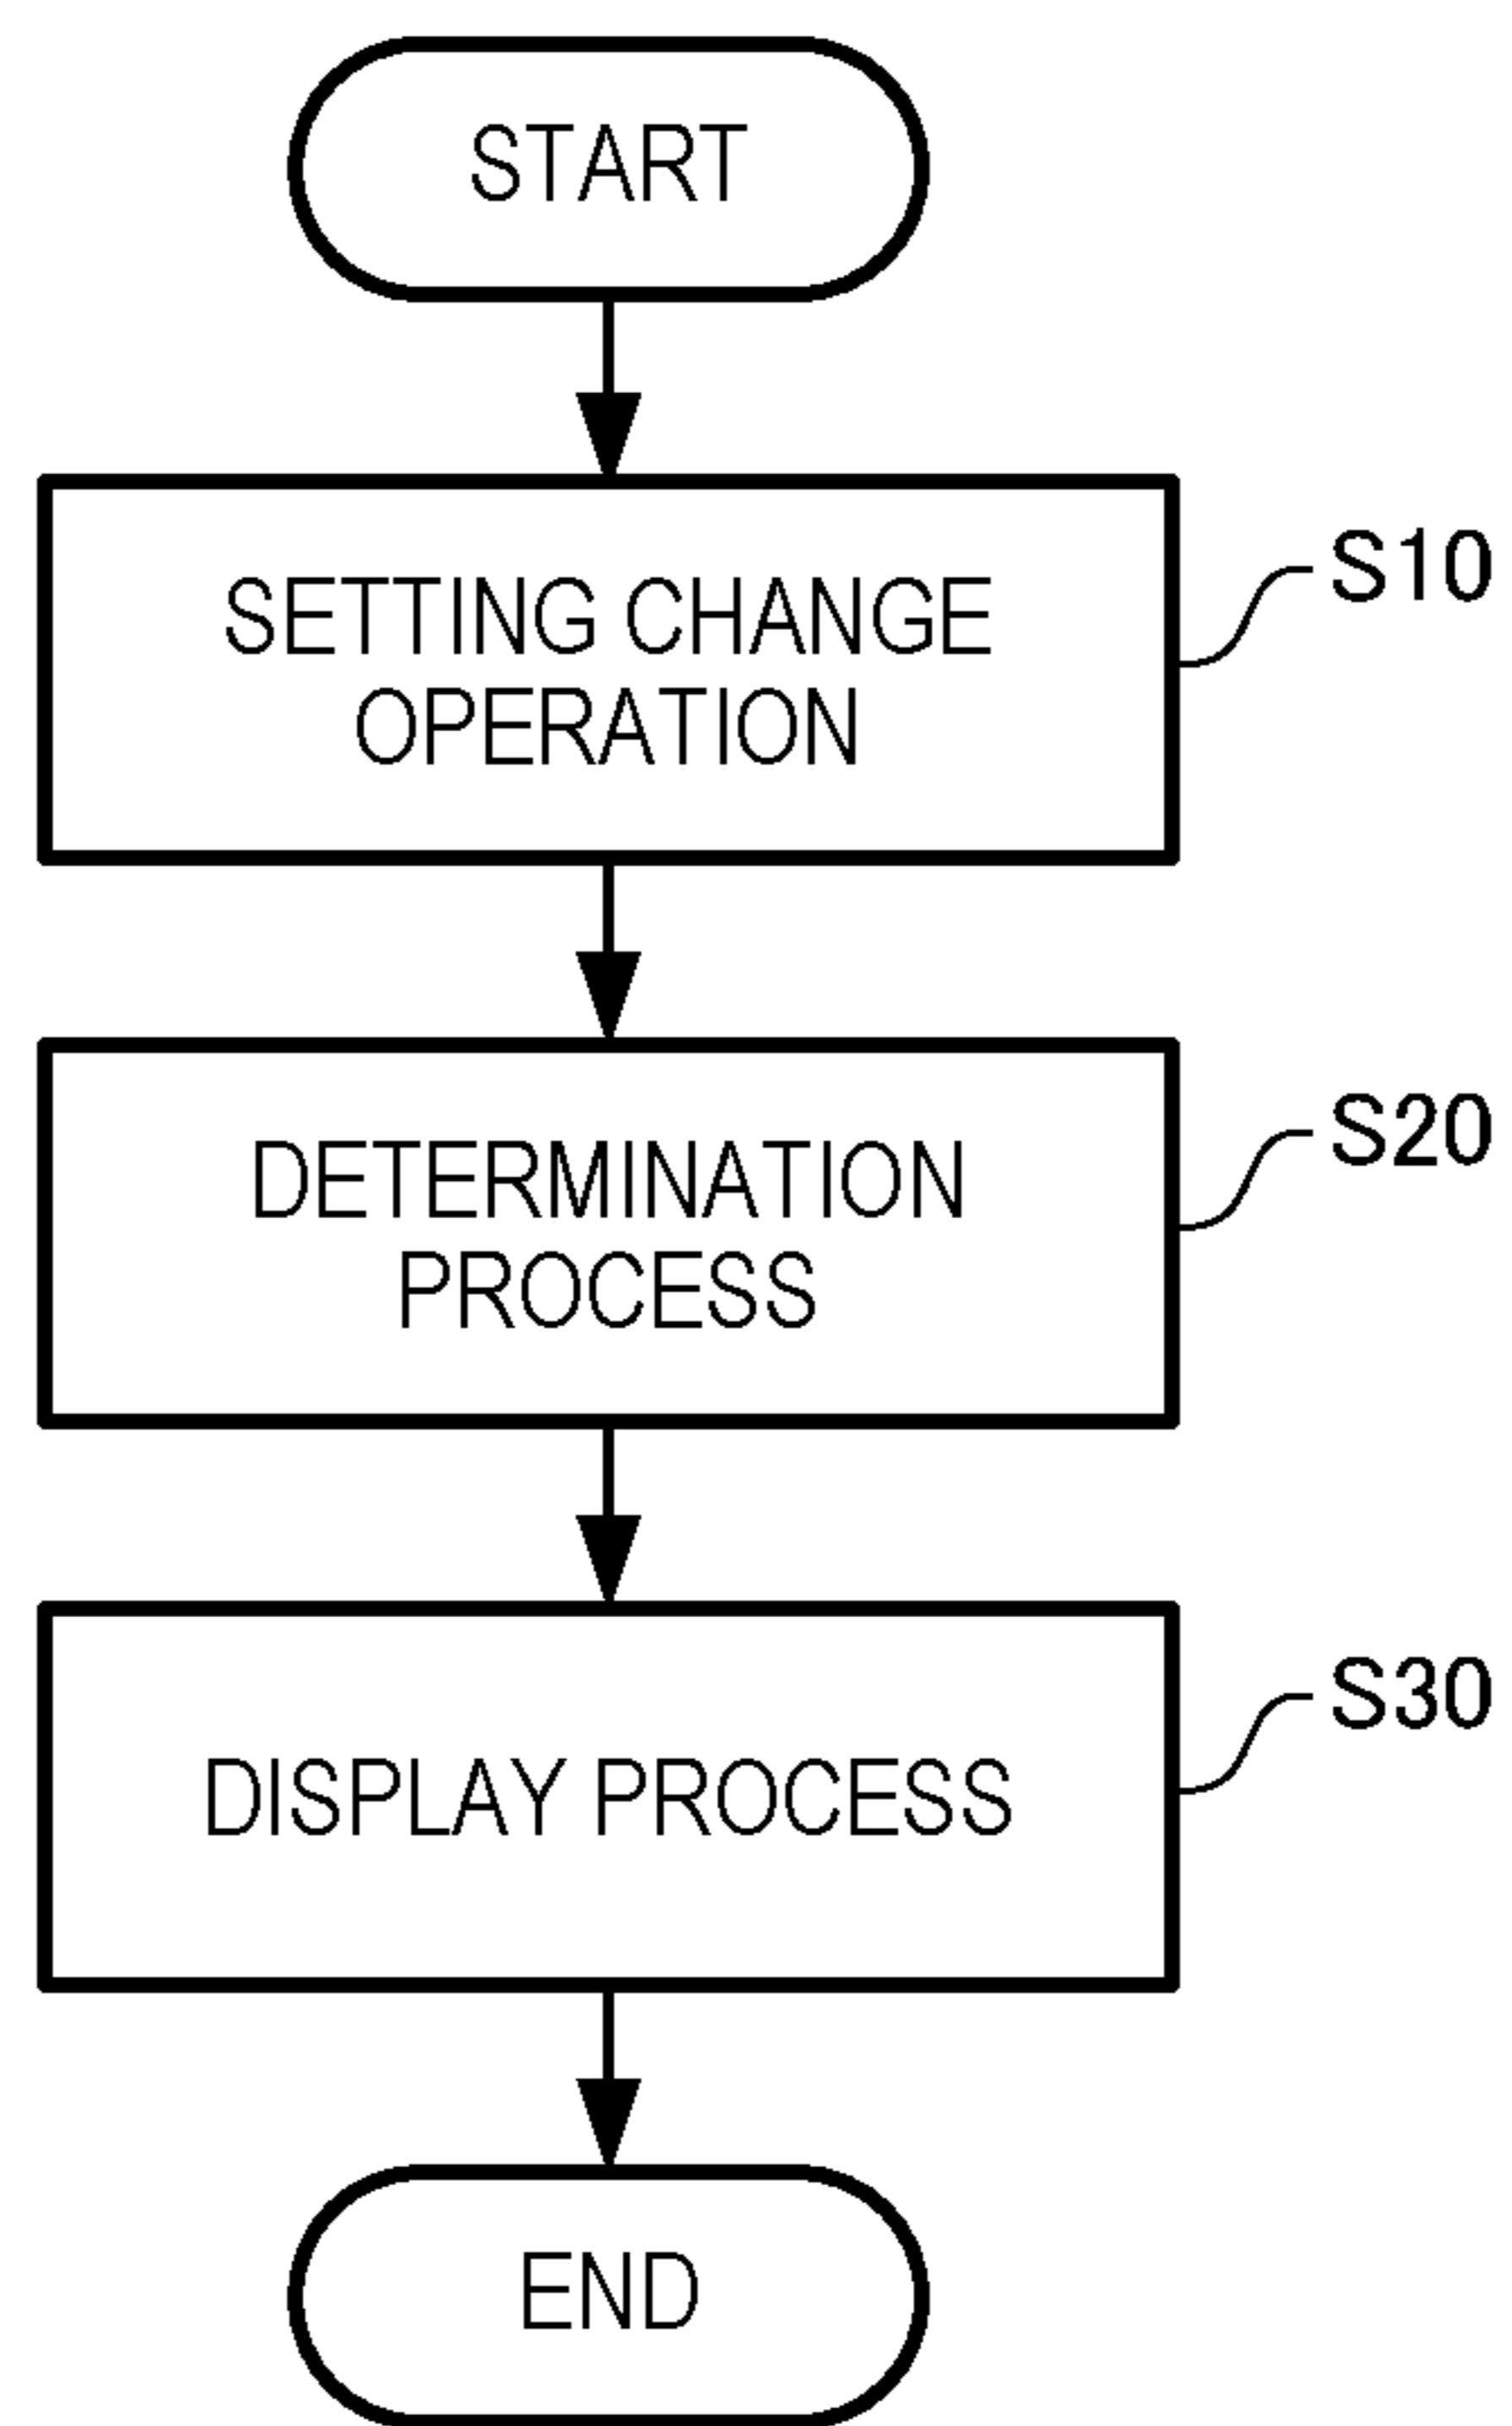 START
SETTING CHANGE
OPERATION
S10
DETERMINATION
PROCESS
S20
DISPLAY PROCESS
S30
END